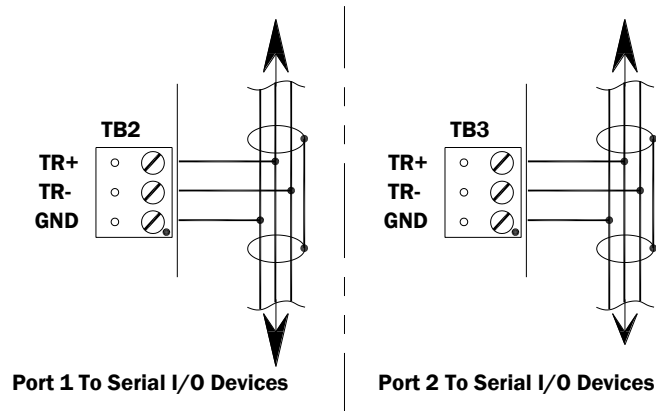 TB2
TR+
TR-
GND
Port 1 To Serial I/O Devices
TB3
TR+
TR-
GND
Port 2 To Serial I/O Devices